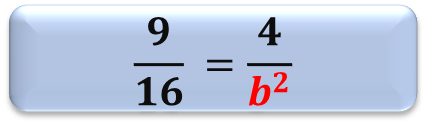 9/16 = 4/b²